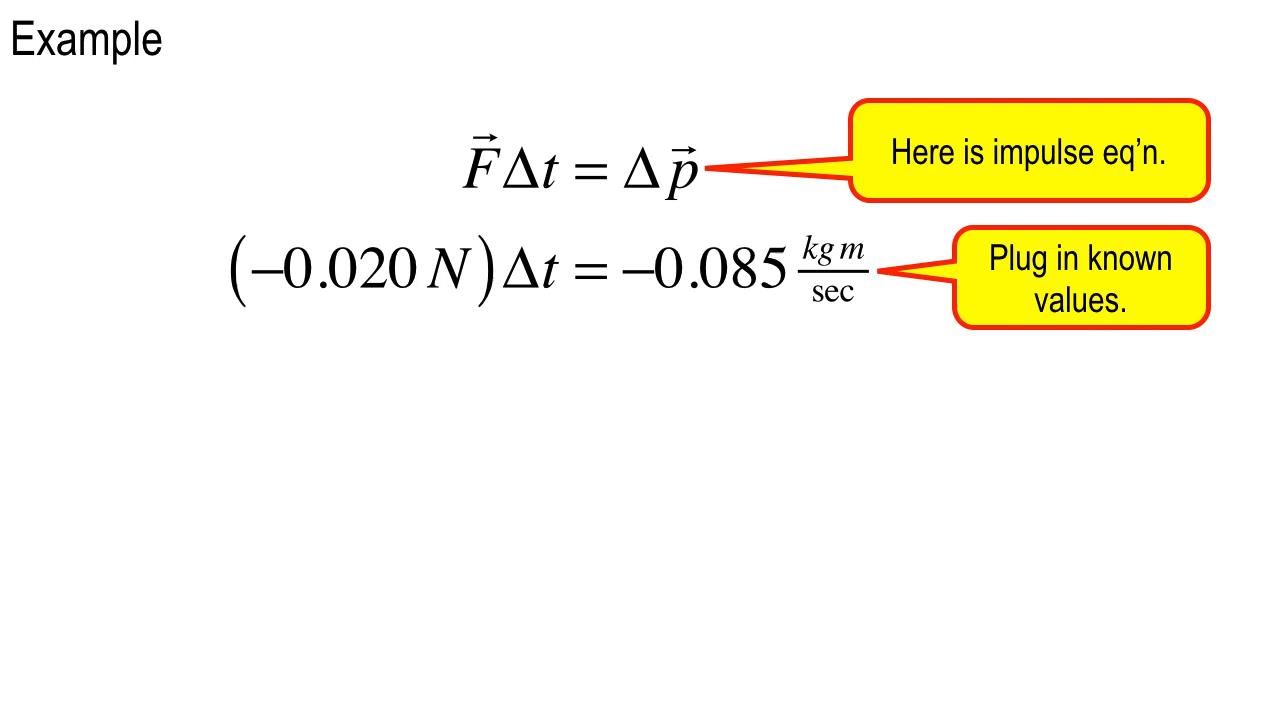 Example
F⃗Δt = Δp⃗
Here is impulse eq’n.
(−0.020 N)Δt = −0.085 kg m/sec
Plug in known
values.